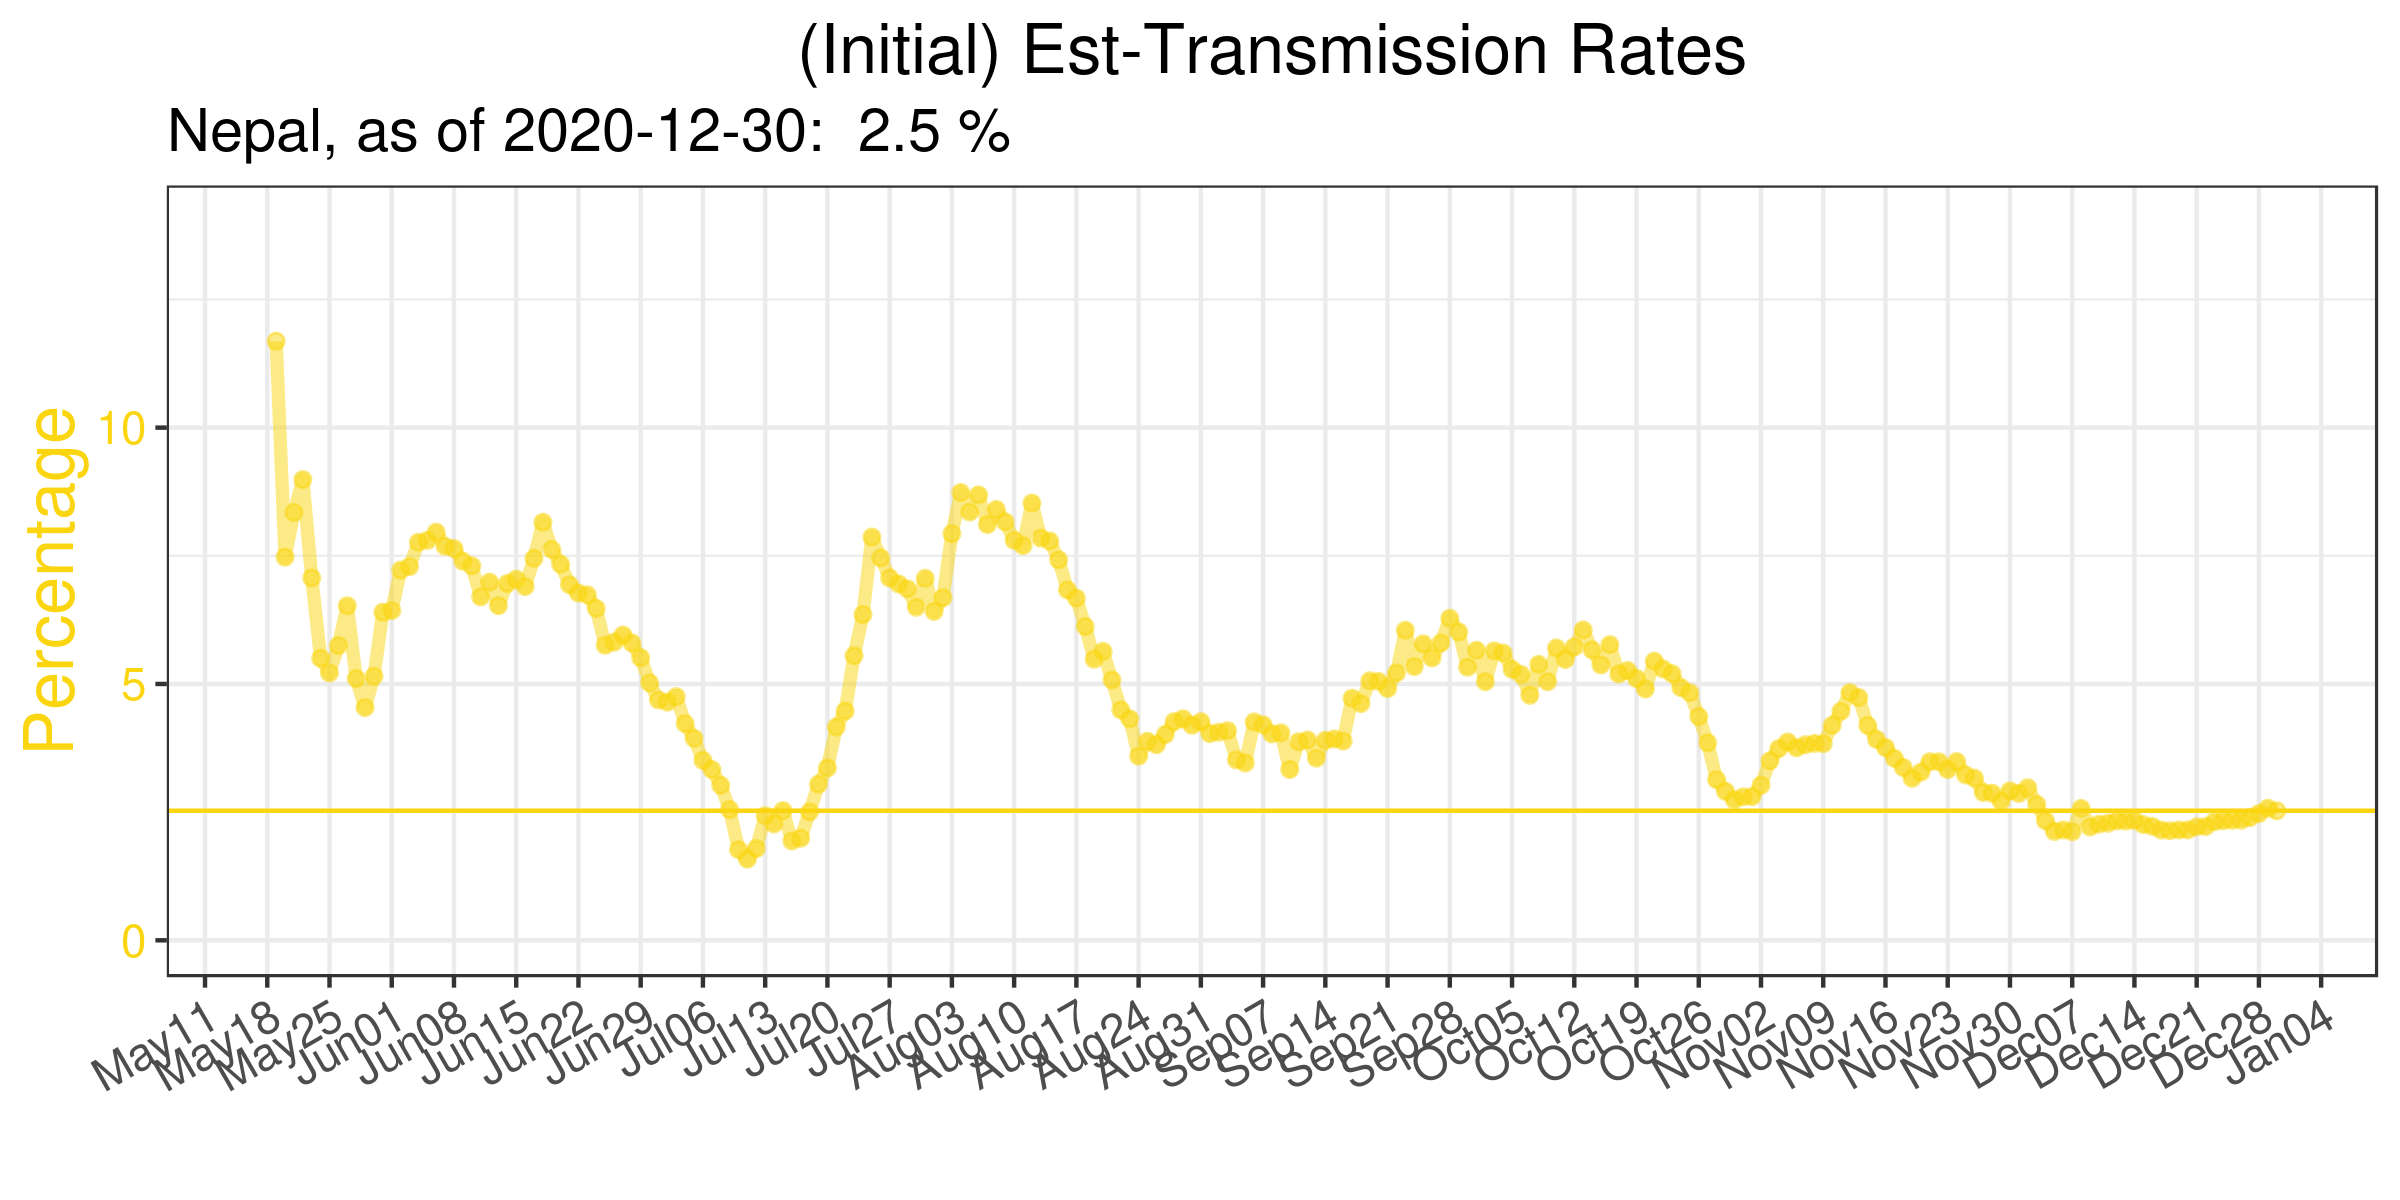 (Initial) Est-Transmission Rates
Nepal, as of 2020-12-30:  2.5 %
Percentage
10
5
0
May11
May18
May25
Jun01
Jun08
Jun15
Jun22
Jun29
Jul06
Jul13
Jul20
Jul27
Aug03
Aug10
Aug17
Aug24
Aug31
Sep07
Sep14
Sep21
Sep28
Oct05
Oct12
Oct19
Oct26
Nov02
Nov09
Nov16
Nov23
Nov30
Dec07
Dec14
Dec21
Dec28
Jan04